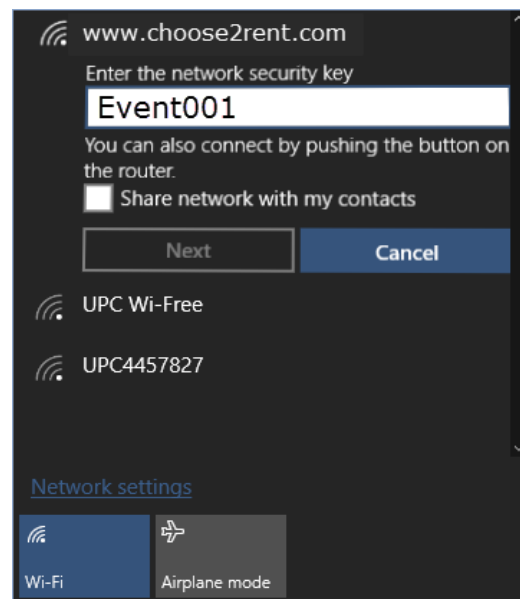 www.choose2rent.com
Enter the network security key
Event001
You can also connect by pushing the button on
the router.
Share network with my contacts
Next
Cancel
UPC Wi-Free
UPC4457827
Network settings
Wi-Fi
Airplane mode